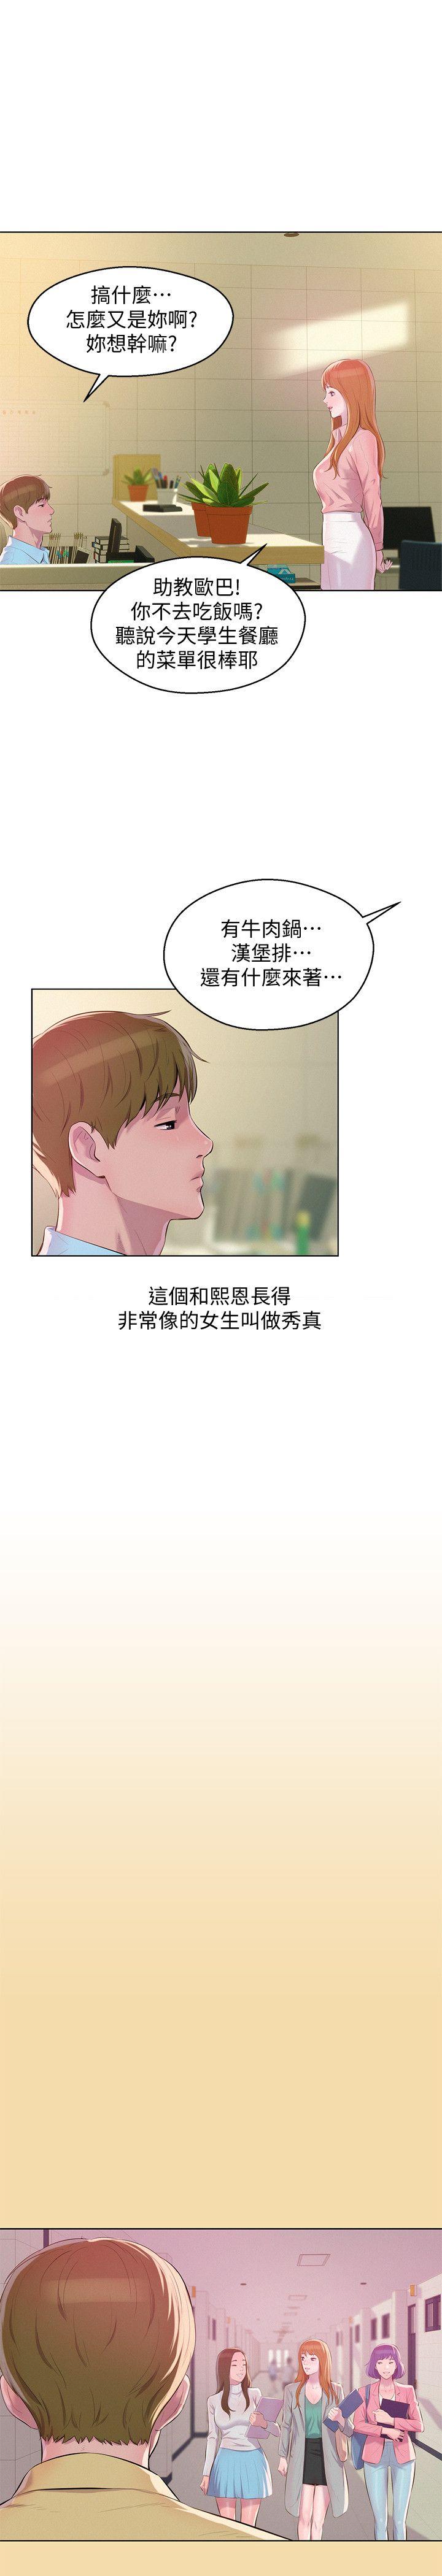 搞什麼⋯
怎麼又是妳啊?
妳想幹嘛?
助教歐巴!
你不去吃飯嗎?
聽說今天學生餐廳
的菜單很棒耶
有牛肉鍋⋯
漢堡排⋯
還有什麼來著⋯
這個和熙恩長得
非常像的女生叫做秀真